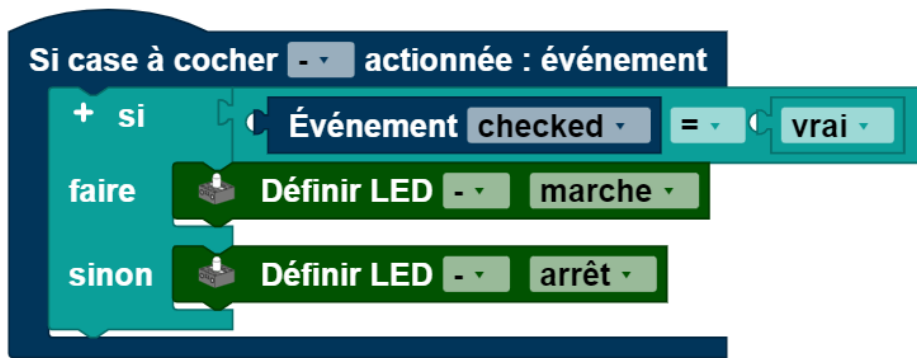 Si case à cocher - actionnée : événement
+ si Événement checked = vrai
faire Définir LED - marche
sinon Définir LED - arrêt